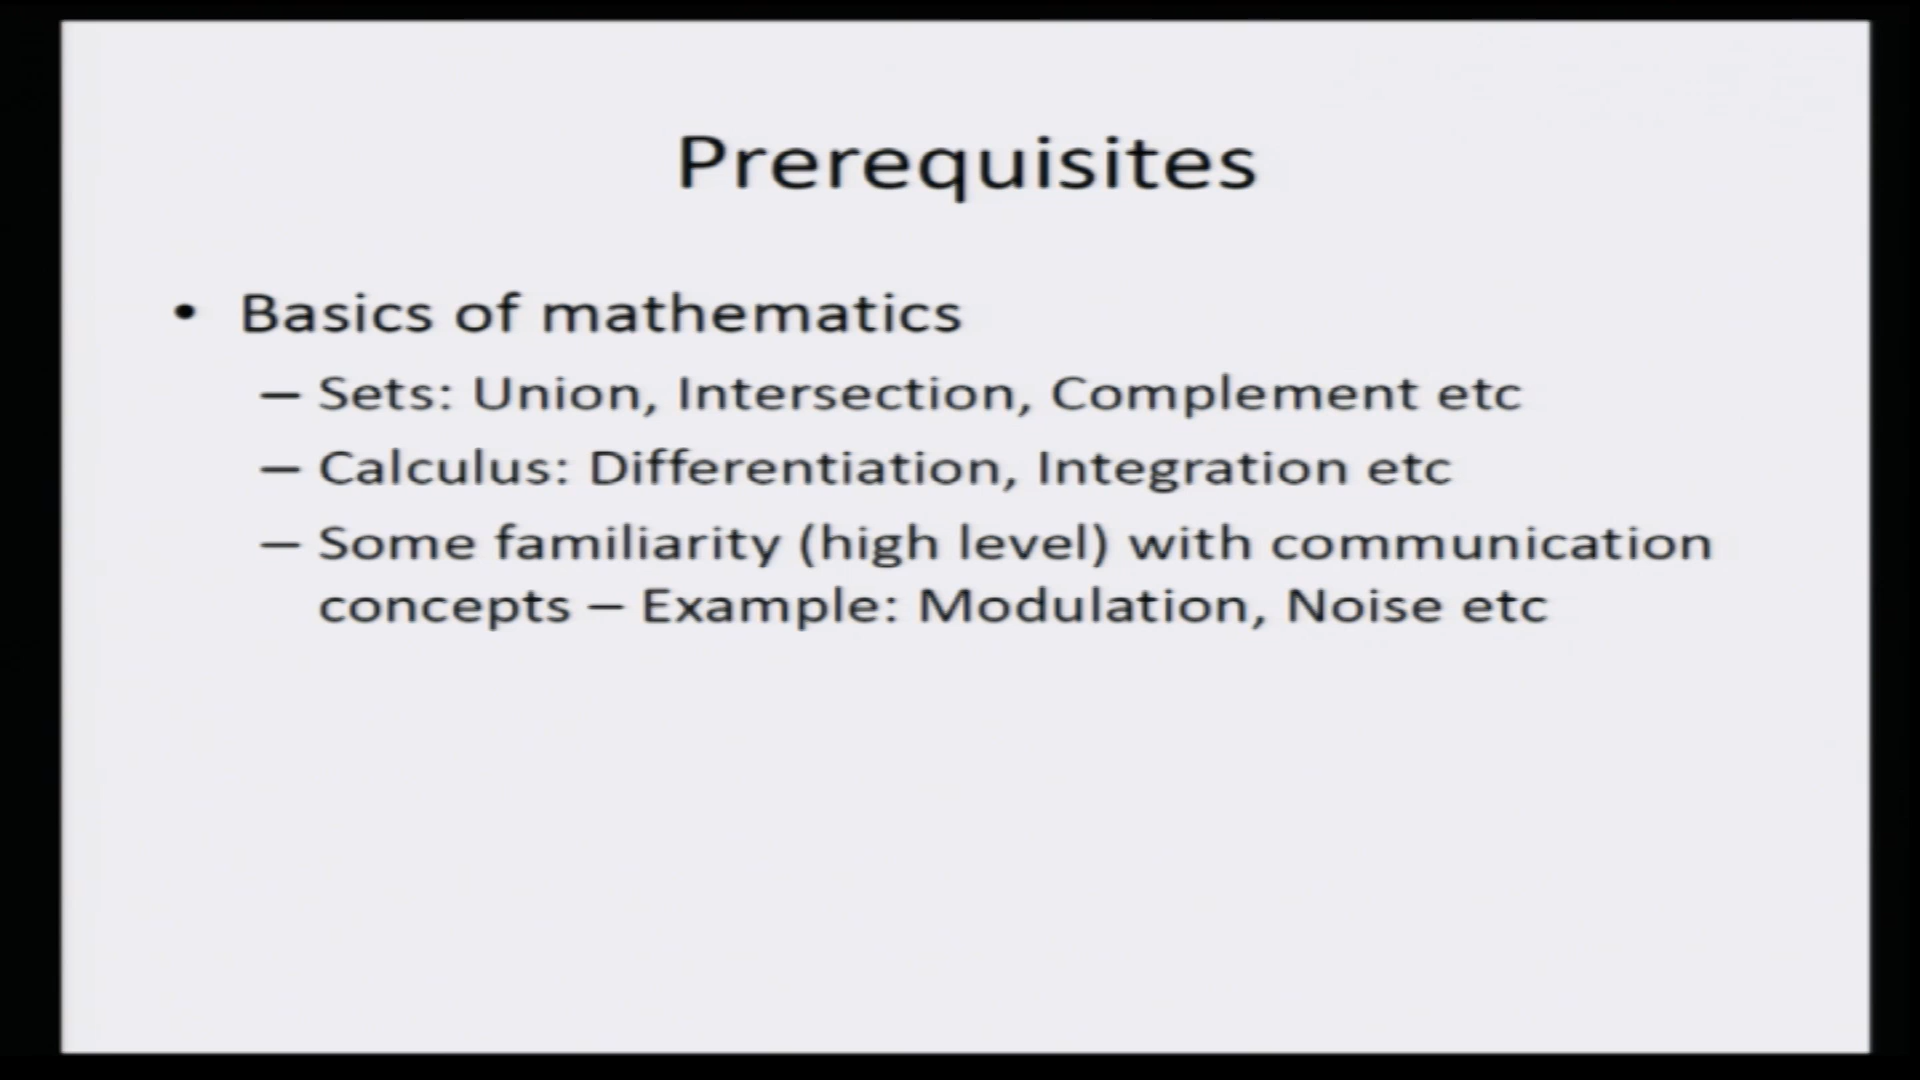 Prerequisites
• Basics of mathematics
– Sets: Union, Intersection, Complement etc
– Calculus: Differentiation, Integration etc
– Some familiarity (high level) with communication
concepts – Example: Modulation, Noise etc